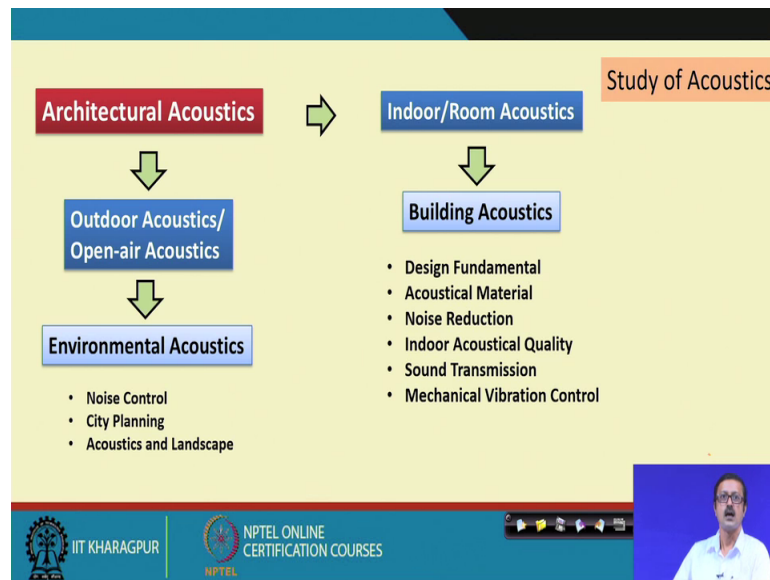 Study of Acoustics
Architectural Acoustics
Indoor/Room Acoustics
Outdoor Acoustics/
Open-air Acoustics
Building Acoustics
• Design Fundamental
• Acoustical Material
• Noise Reduction
• Indoor Acoustical Quality
• Sound Transmission
• Mechanical Vibration Control
Environmental Acoustics
• Noise Control
• City Planning
• Acoustics and Landscape
IIT KHARAGPUR
NPTEL
NPTEL ONLINE
CERTIFICATION COURSES